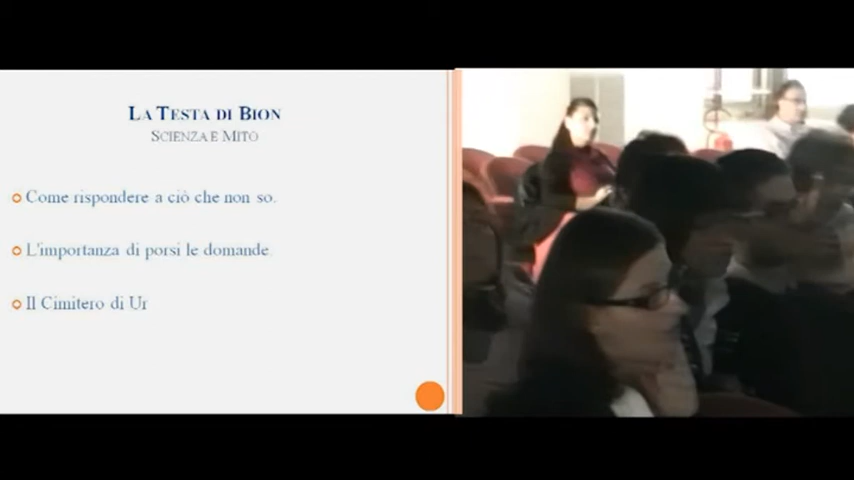 LA TESTA DI BION
SCIENZA E MITO
Come rispondere a ciò che non so.
L'importanza di porsi le domande.
Il Cimitero di Ur